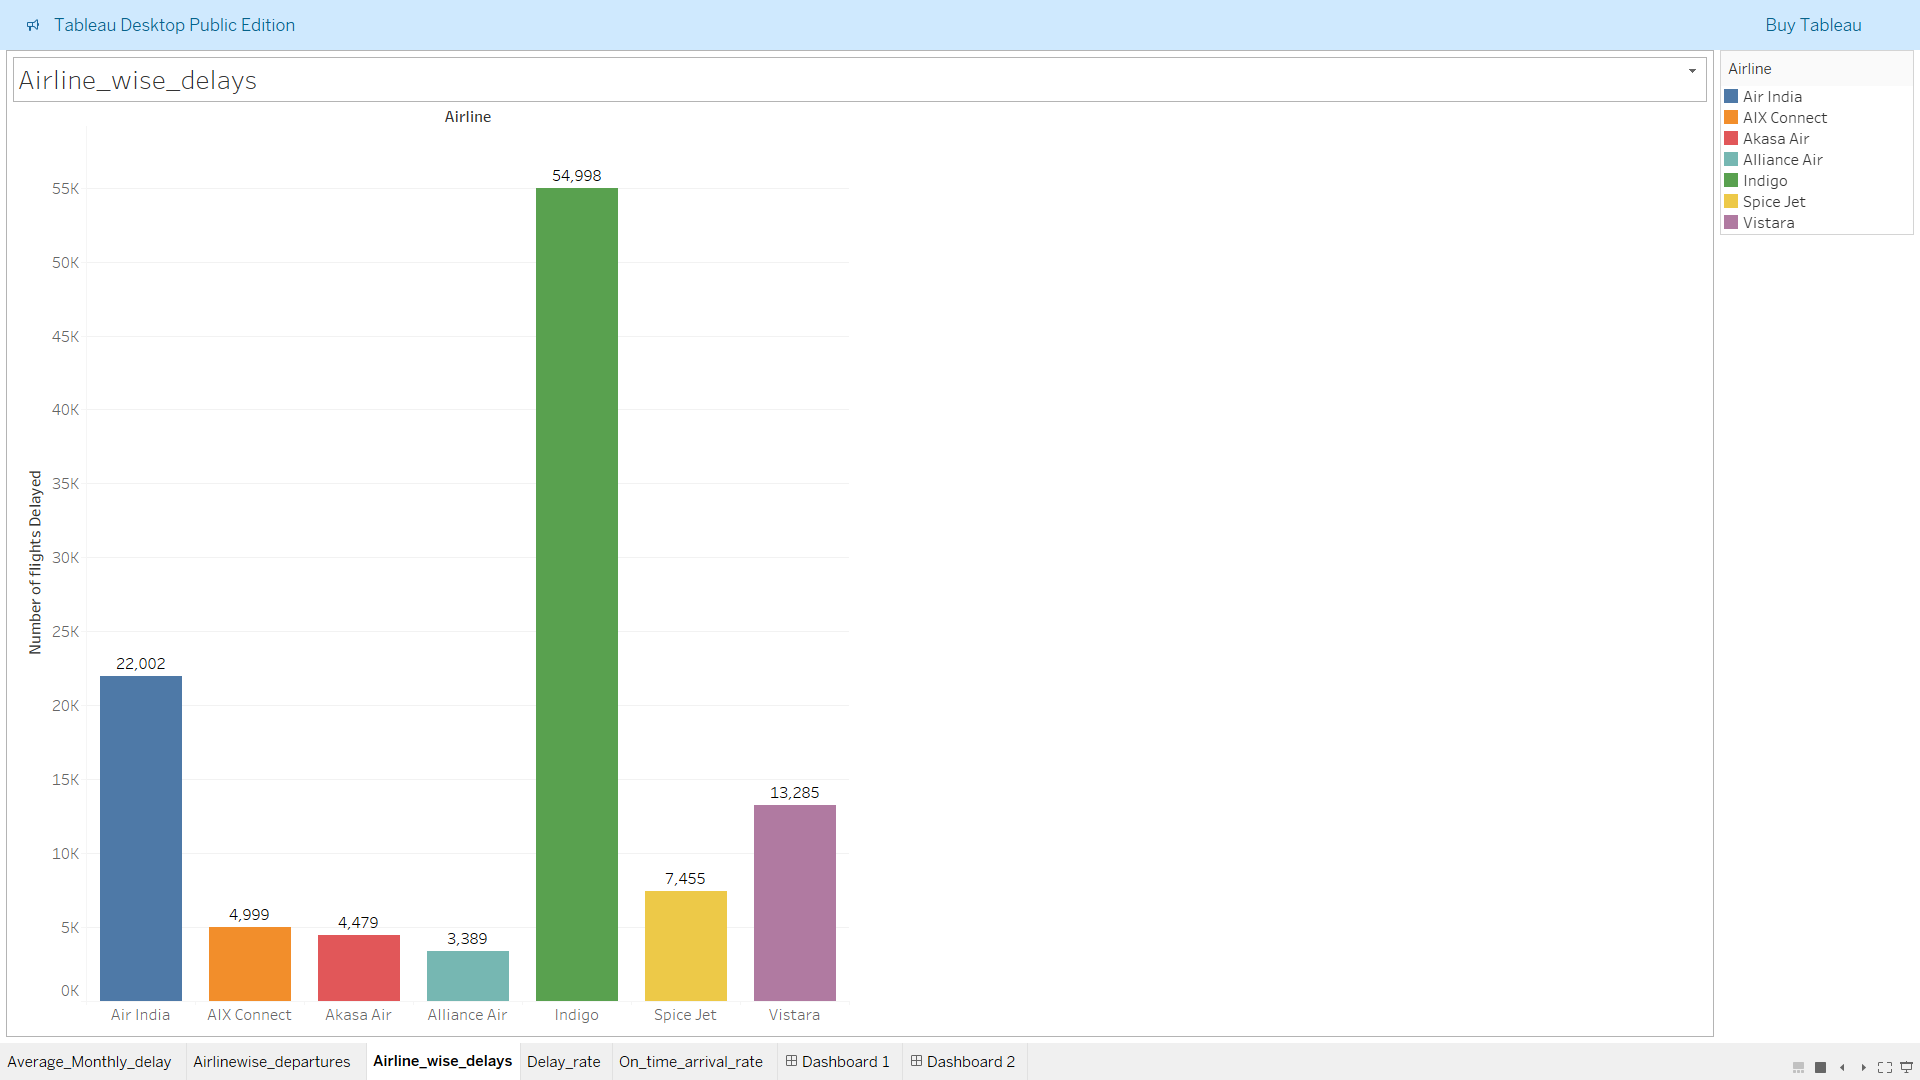 Tableau Desktop Public Edition
Buy Tableau
Airline_wise_delays
Airline
Number of flights Delayed
55K
50K
45K
40K
35K
30K
25K
20K
15K
10K
5K
0K
22,002
4,999
4,479
3,389
54,998
7,455
13,285
Air India
AIX Connect
Akasa Air
Alliance Air
Indigo
Spice Jet
Vistara
Airline
Air India
AIX Connect
Akasa Air
Alliance Air
Indigo
Spice Jet
Vistara
Average_Monthly_delay
Airlinewise_departures
Airline_wise_delays
Delay_rate
On_time_arrival_rate
Dashboard 1
Dashboard 2